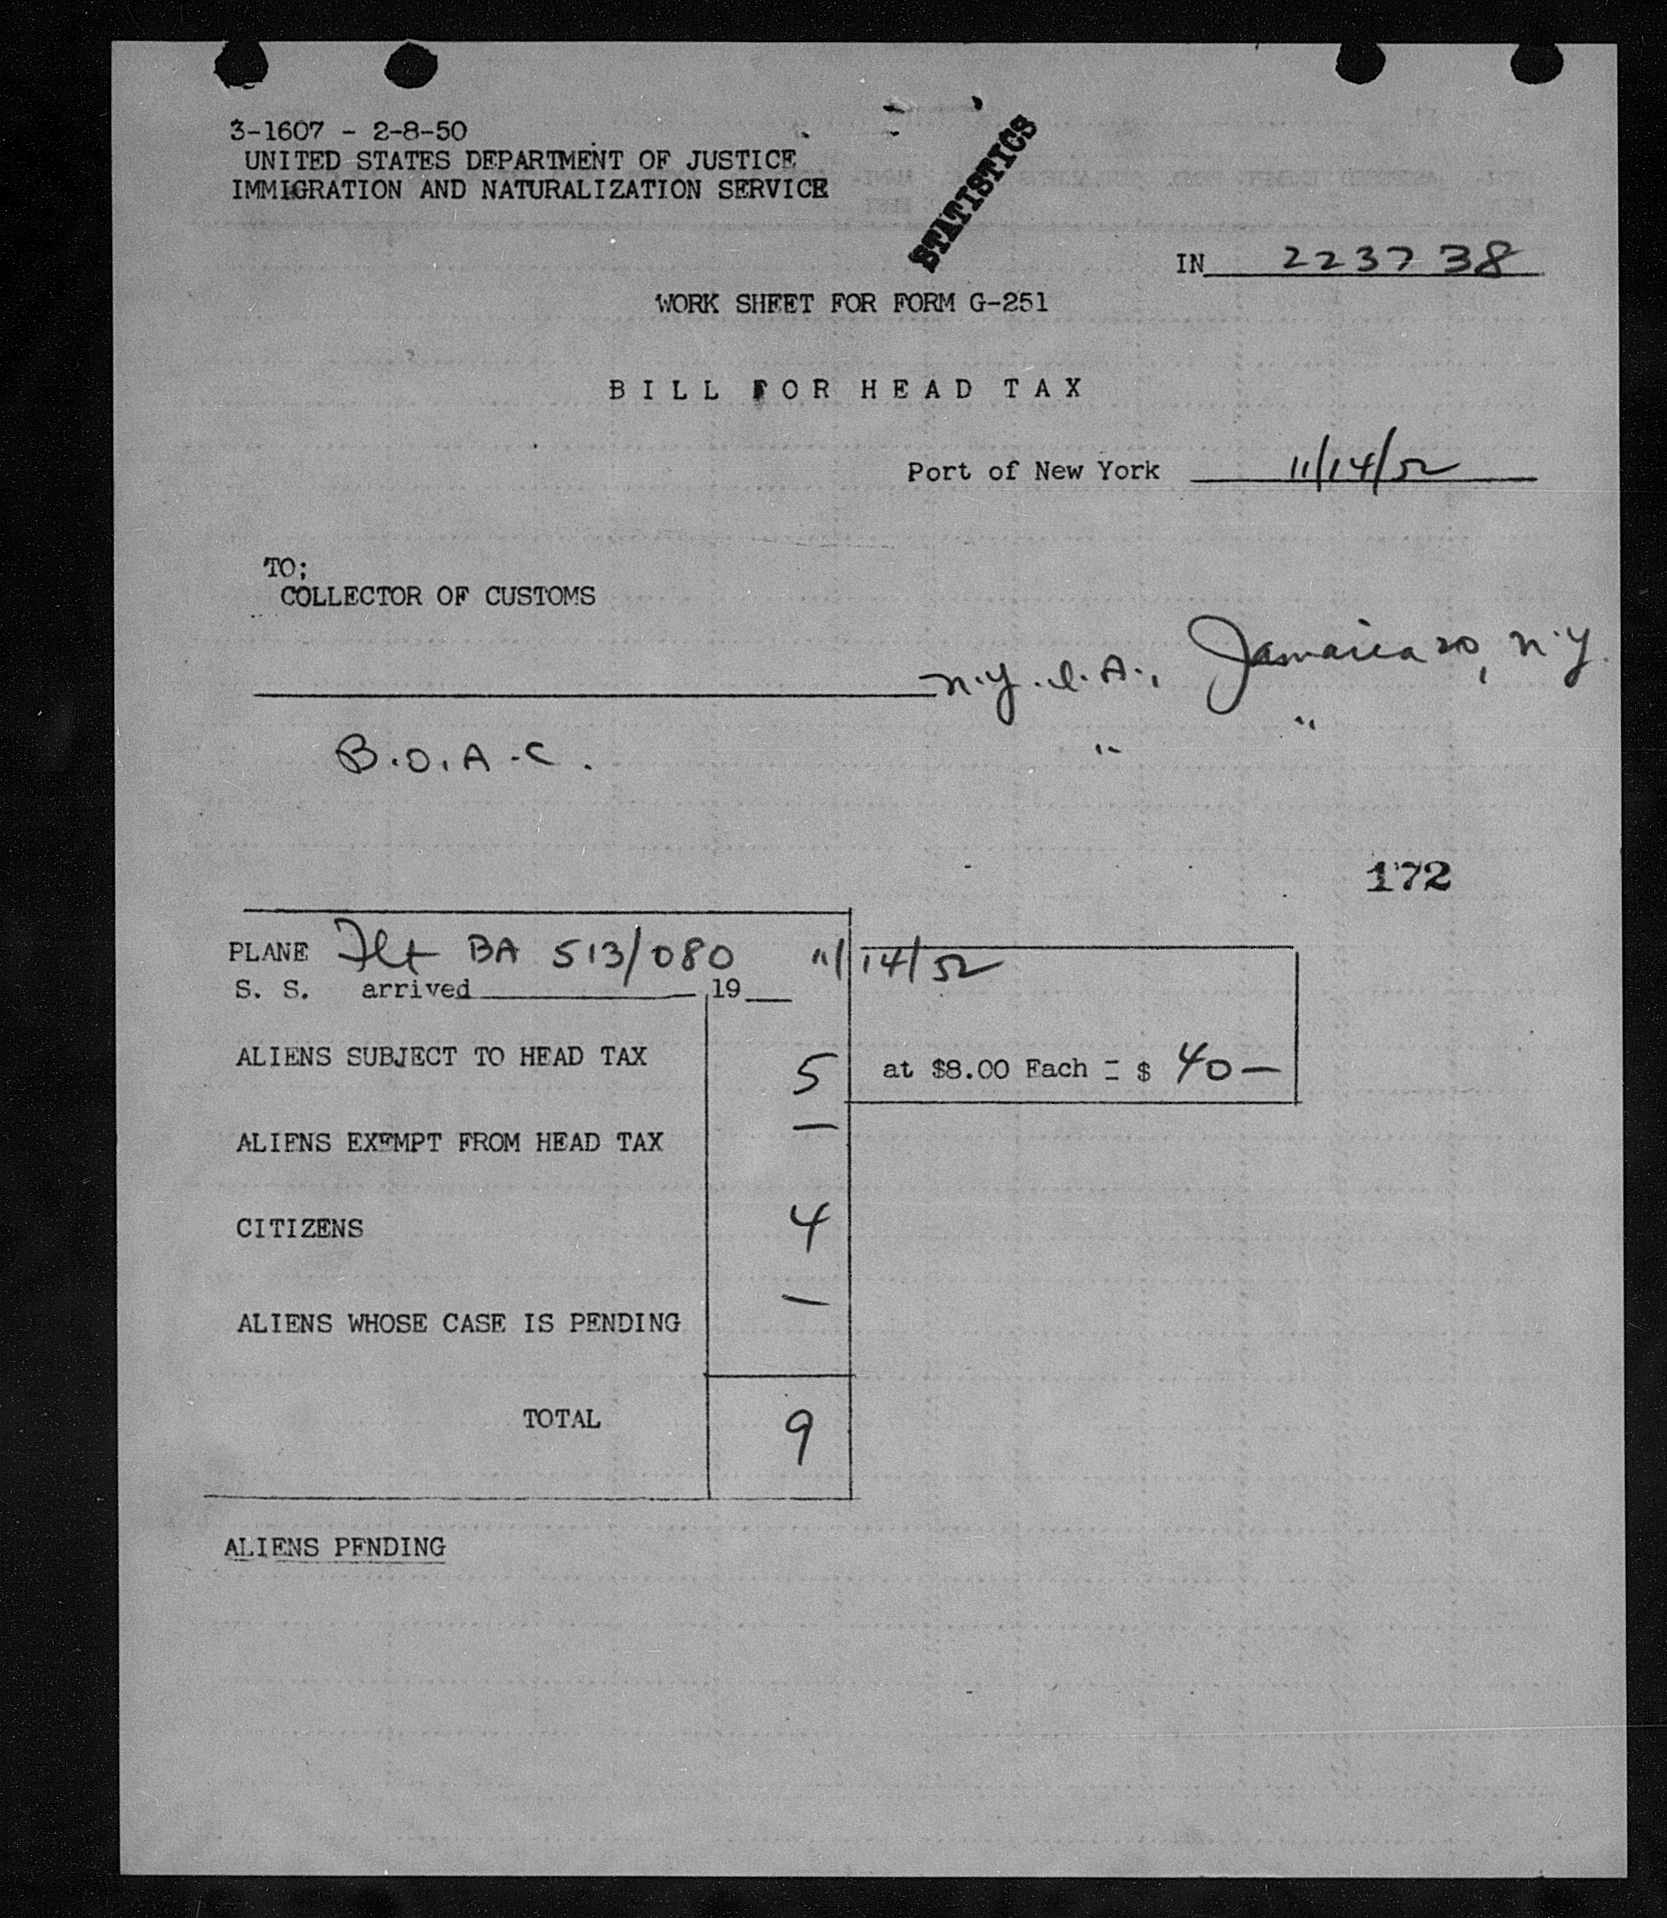 3-1607 - 2-8-50
UNITED STATES DEPARTMENT OF JUSTICE
IMMIGRATION AND NATURALIZATION SERVICE
STATISTICS
IN 223738
WORK SHEET FOR FORM G-251
BILL FOR HEAD TAX
Port of New York 11/14/52
TO;
COLLECTOR OF CUSTOMS
N.Y.I.A., Jamaica 20, N.Y.
B.O.A.C. " "
172
PLANE Flt BA 513/080 11/14/52
S. S. arrived 19
ALIENS SUBJECT TO HEAD TAX 5 at $8.00 Each = $ 40 —
ALIENS EXEMPT FROM HEAD TAX —
CITIZENS 4
ALIENS WHOSE CASE IS PENDING —
TOTAL 9
ALIENS PENDING